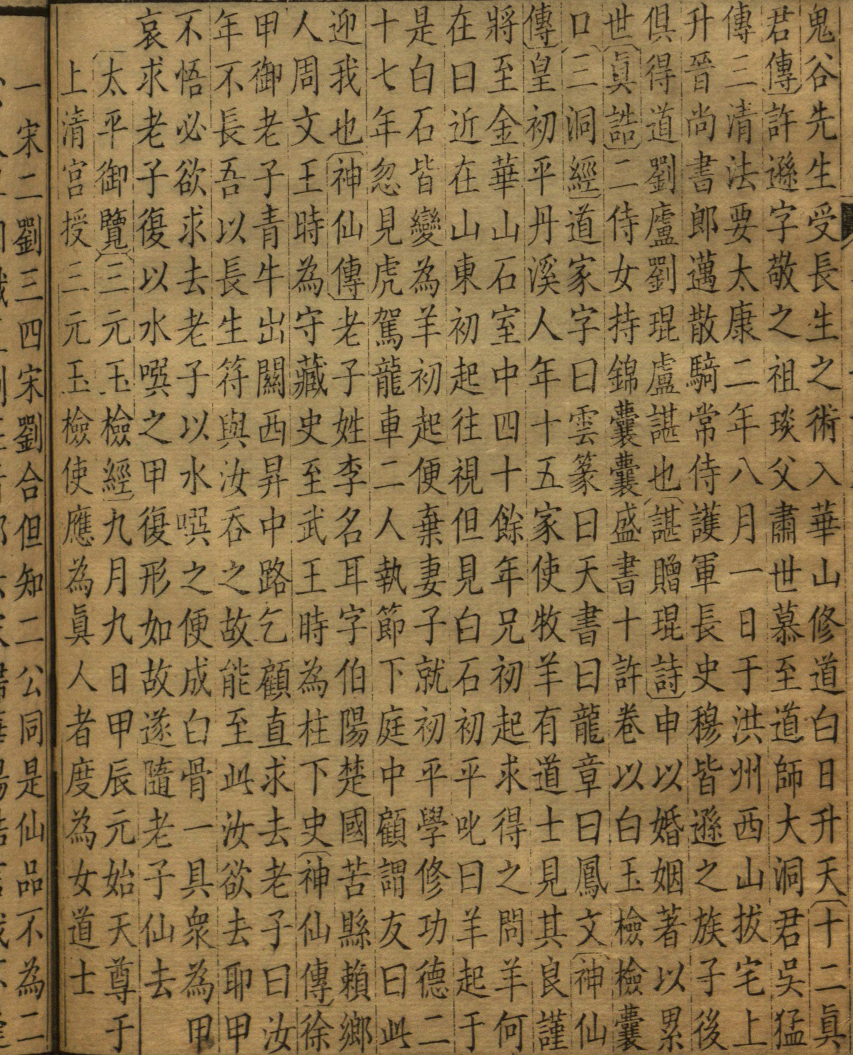 鬼谷先生受長生之術入華山修道白日升天十二眞
君傳許遜字敬之祖琰父肅世慕至道師大洞君吳猛
傳三清法要太康二年八月一日于洪州西山拔宅上
升晉尚書郎邁散騎常侍護軍長史穆皆遜之族子後
俱得道劉盧劉琨盧諶也諶贈琨詩申以婚姻著以累
世眞誥二侍女持錦囊囊盛書十許卷以白玉檢檢囊
口三洞經道家字曰雲篆曰天書曰龍章曰鳳文神仙
傳皇初平丹溪人年十五家使牧羊有道士見其良謹
將至金華山石室中四十餘年兄初起求得之問羊何
在曰近在山東初起往視但見白石初平叱曰羊起于
是白石皆變為羊初起便棄妻子就初平學修功德二
十七年忽見虎駕龍車二人執節下庭中顧謂友曰此
迎我也神仙傳老子姓李名耳字伯陽楚國苦縣賴鄉
人周文王時為守藏史至武王時為柱下史神仙傳徐
甲御老子青牛出關西昇中路乞顧直求去老子曰汝
年不長吾以長生符與汝吞之故能至此汝欲去耶甲
不悟必欲求去老子以水噀之便成白骨一具衆為甲
哀求老子復以水噀之甲復形如故遂隨老子仙去
太平御覽三元玉檢經九月九日甲辰元始天尊于
上清宮授三元玉檢使應為眞人者度為女道士
一宋二劉三四宋劉合但知二公同是仙品不為二